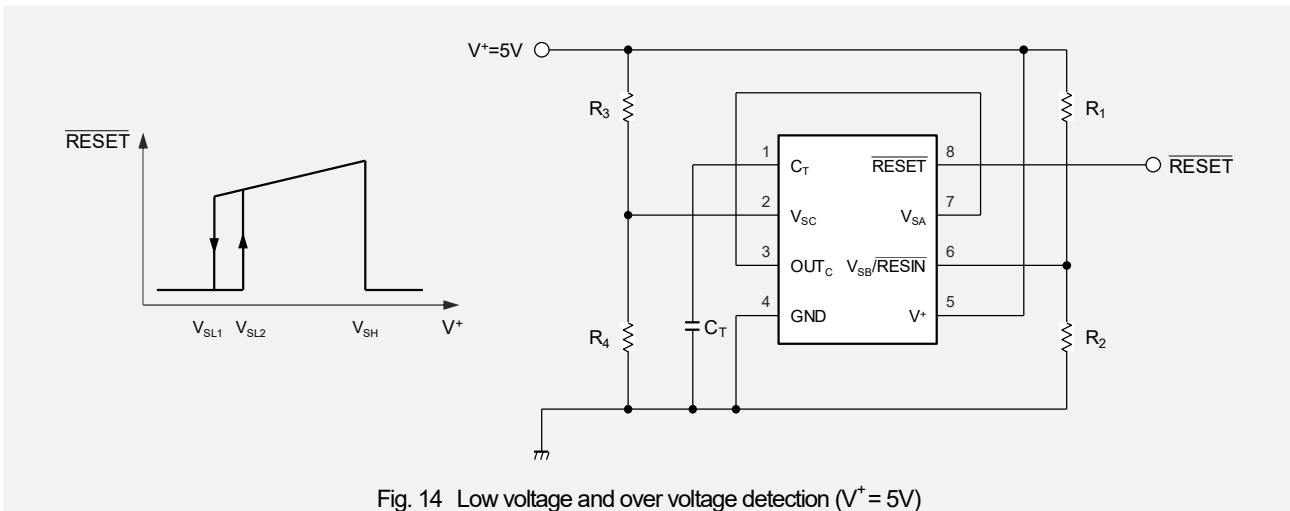 RESET
V_SL1 V_SL2 V_SH V⁺
V⁺=5V
R₃
R₁
1 8
C_T RESET
RESET
2 7
V_SC V_SA
3 6
OUT_C V_SB/RESIN
4 5
GND V⁺
R₄
C_T
R₂
Fig. 14 Low voltage and over voltage detection (V⁺ = 5V)